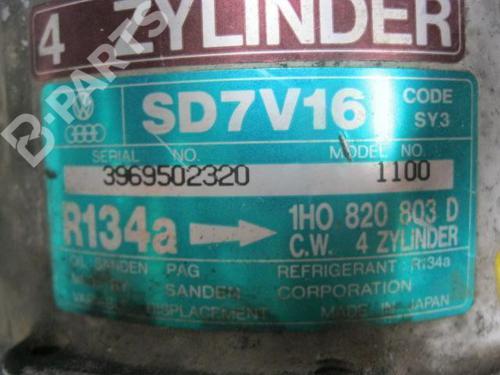 4 ZYLINDER
B-PARTS
SD7V16 CODE
SY3
SERIAL NO. MODEL NO.
3969502320 1100
R134a 1H0 820 803 D
C.W. 4 ZYLINDER
OIL SANDEN PAG REFRIGERANT R134a
SANDEN CORPORATION
DISPLACEMENT MADE IN JAPAN